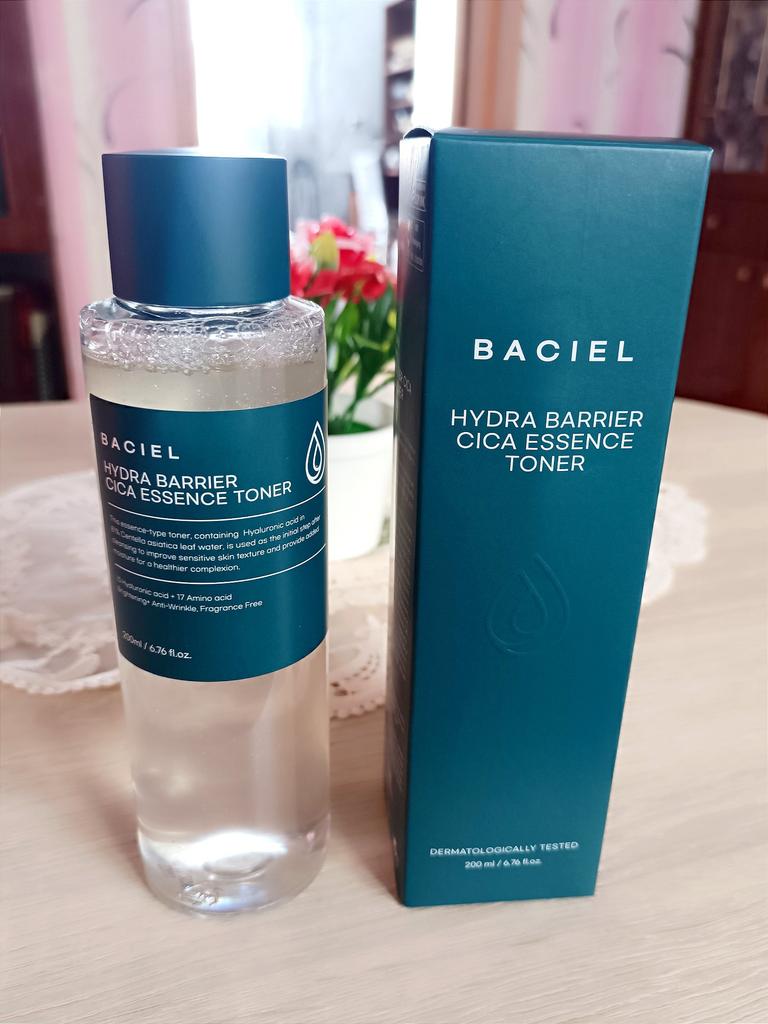 BACIEL
HYDRA BARRIER
CICA ESSENCE TONER
This essence-type toner, containing Hyaluronic acid in
Centella asiatica leaf water, is used as the initial step after
cleansing to improve sensitive skin texture and provide added
moisture for a healthier complexion.
Hyaluronic acid + 17 Amino acid
Brightening+ Anti-Wrinkle, Fragrance Free
200ml / 6.76 fl.oz.
BACIEL
HYDRA BARRIER
CICA ESSENCE
TONER
DERMATOLOGICALLY TESTED
200 ml / 6.76 fl.oz.